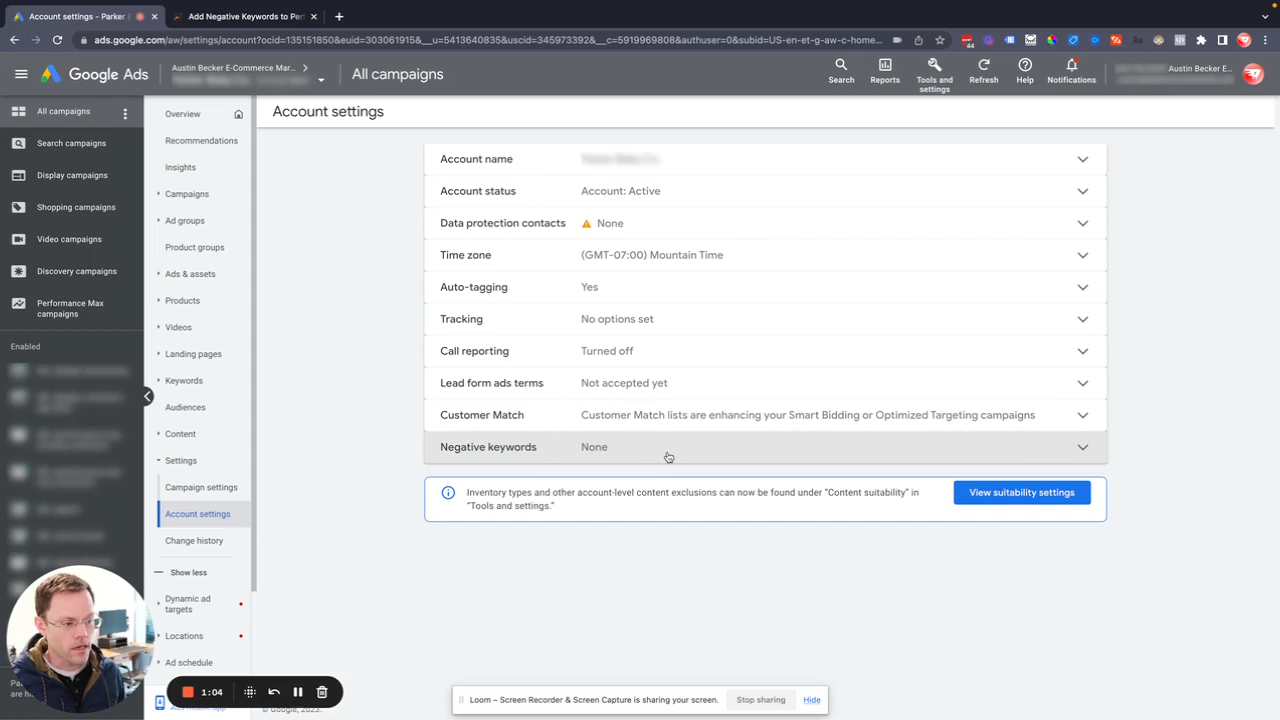 Account settings - Parker E
Add Negative Keywords to Per
ads.google.com/aw/settings/account?ocid=135151850&euid=303061915&__u=5413640835&uscid=345973392&__c=5919969808&authuser=0&subid=US-en-et-g-aw-c-home...
44
Google Ads
Austin Becker E-Commerce Mar...
All campaigns
Search
Reports
Tools and settings
Refresh
Help
Notifications
Austin Becker E...
All campaigns
Search campaigns
Display campaigns
Shopping campaigns
Video campaigns
Discovery campaigns
Performance Max
campaigns
Enabled
Overview
Recommendations
Insights
Campaigns
Ad groups
Product groups
Ads & assets
Products
Videos
Landing pages
Keywords
Audiences
Content
Settings
Campaign settings
Account settings
Change history
Show less
Dynamic ad
targets
Locations
Ad schedule
Account settings
Account name
Account status Account: Active
Data protection contacts None
Time zone (GMT-07:00) Mountain Time
Auto-tagging Yes
Tracking No options set
Call reporting Turned off
Lead form ads terms Not accepted yet
Customer Match Customer Match lists are enhancing your Smart Bidding or Optimized Targeting campaigns
Negative keywords None
Inventory types and other account-level content exclusions can now be found under "Content suitability" in
"Tools and settings."
View suitability settings
1:04
Loom – Screen Recorder & Screen Capture is sharing your screen.
Stop sharing
Hide
© Google, 2023.